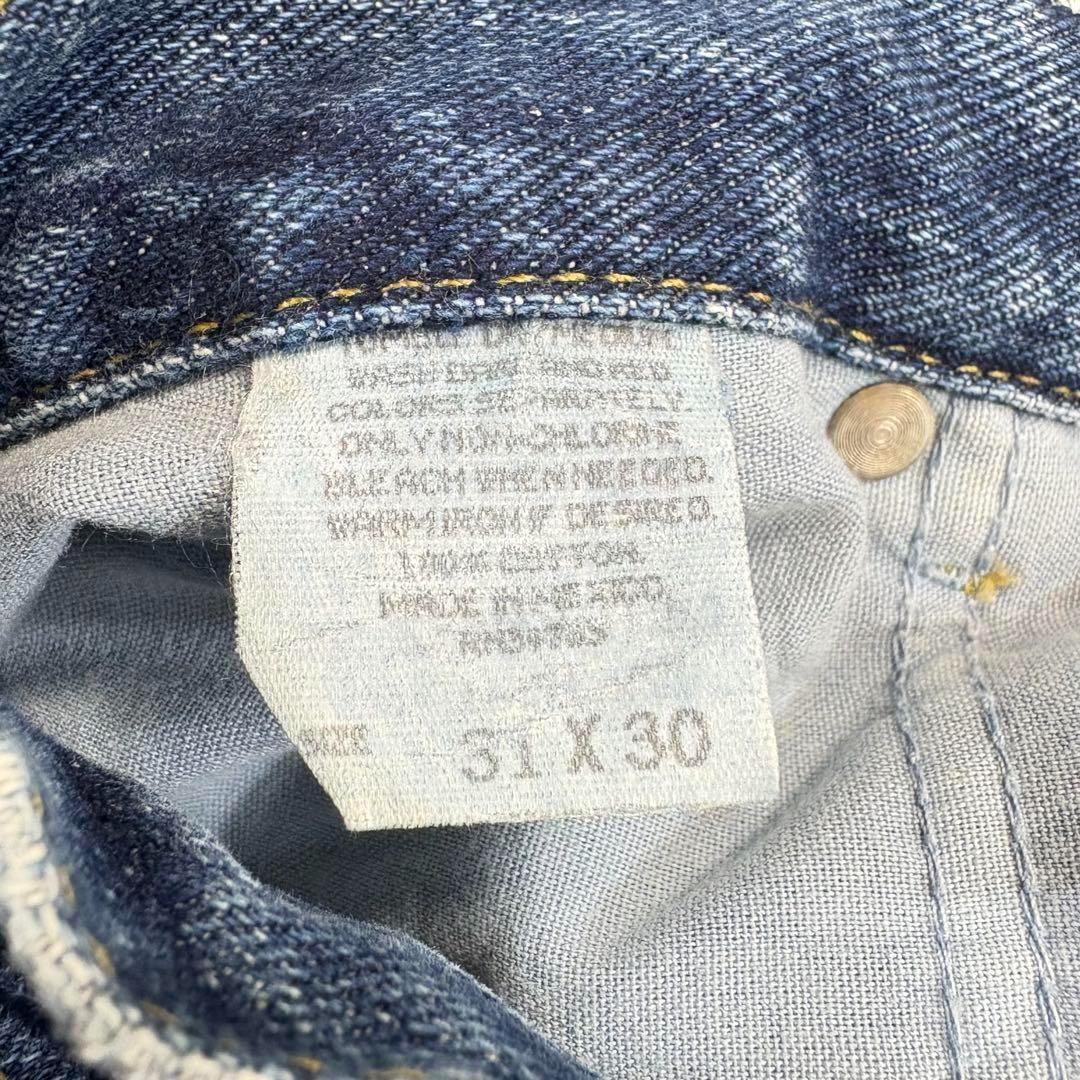 WASH DARK AND RED
COLORS SEPARATELY.
ONLY NON-CHLORINE
BLEACH WHEN NEEDED.
WARM IRON IF DESIRED.
100% COTTON.
MADE IN MEXICO.
SIZE 31 X 30